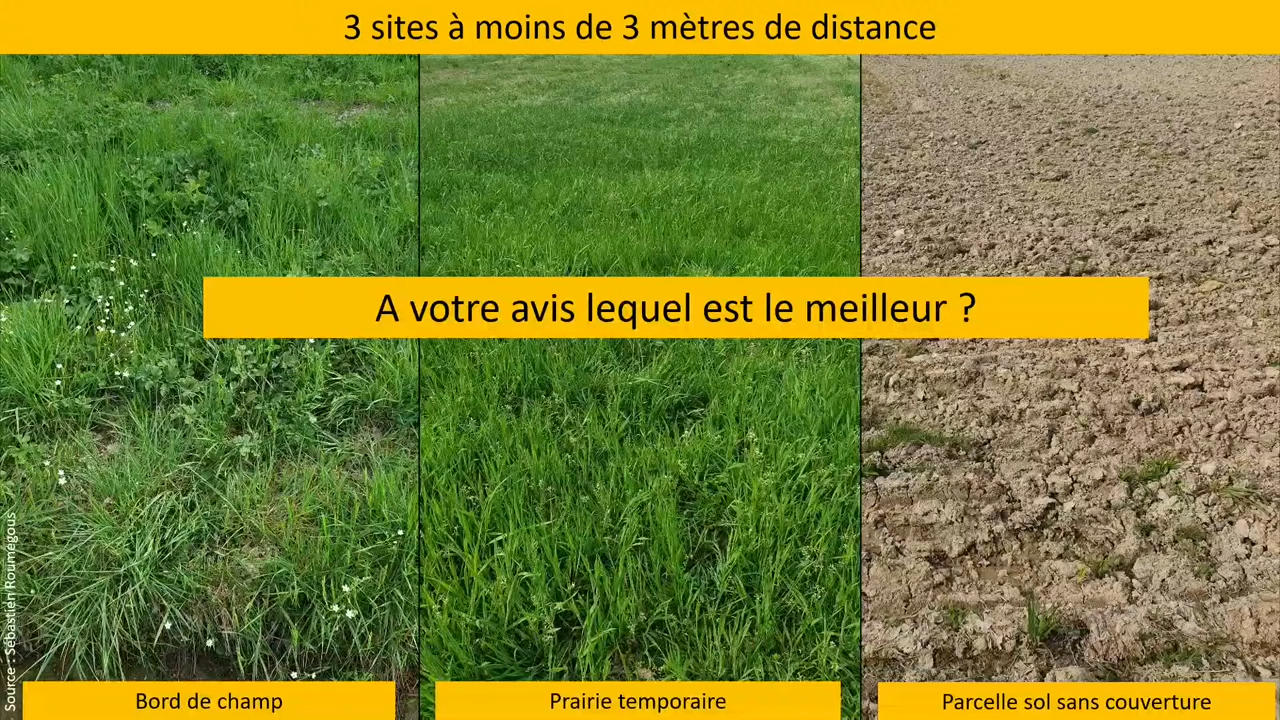 3 sites à moins de 3 mètres de distance
A votre avis lequel est le meilleur ?
Source : Sébastien Roumégous
Bord de champ
Prairie temporaire
Parcelle sol sans couverture